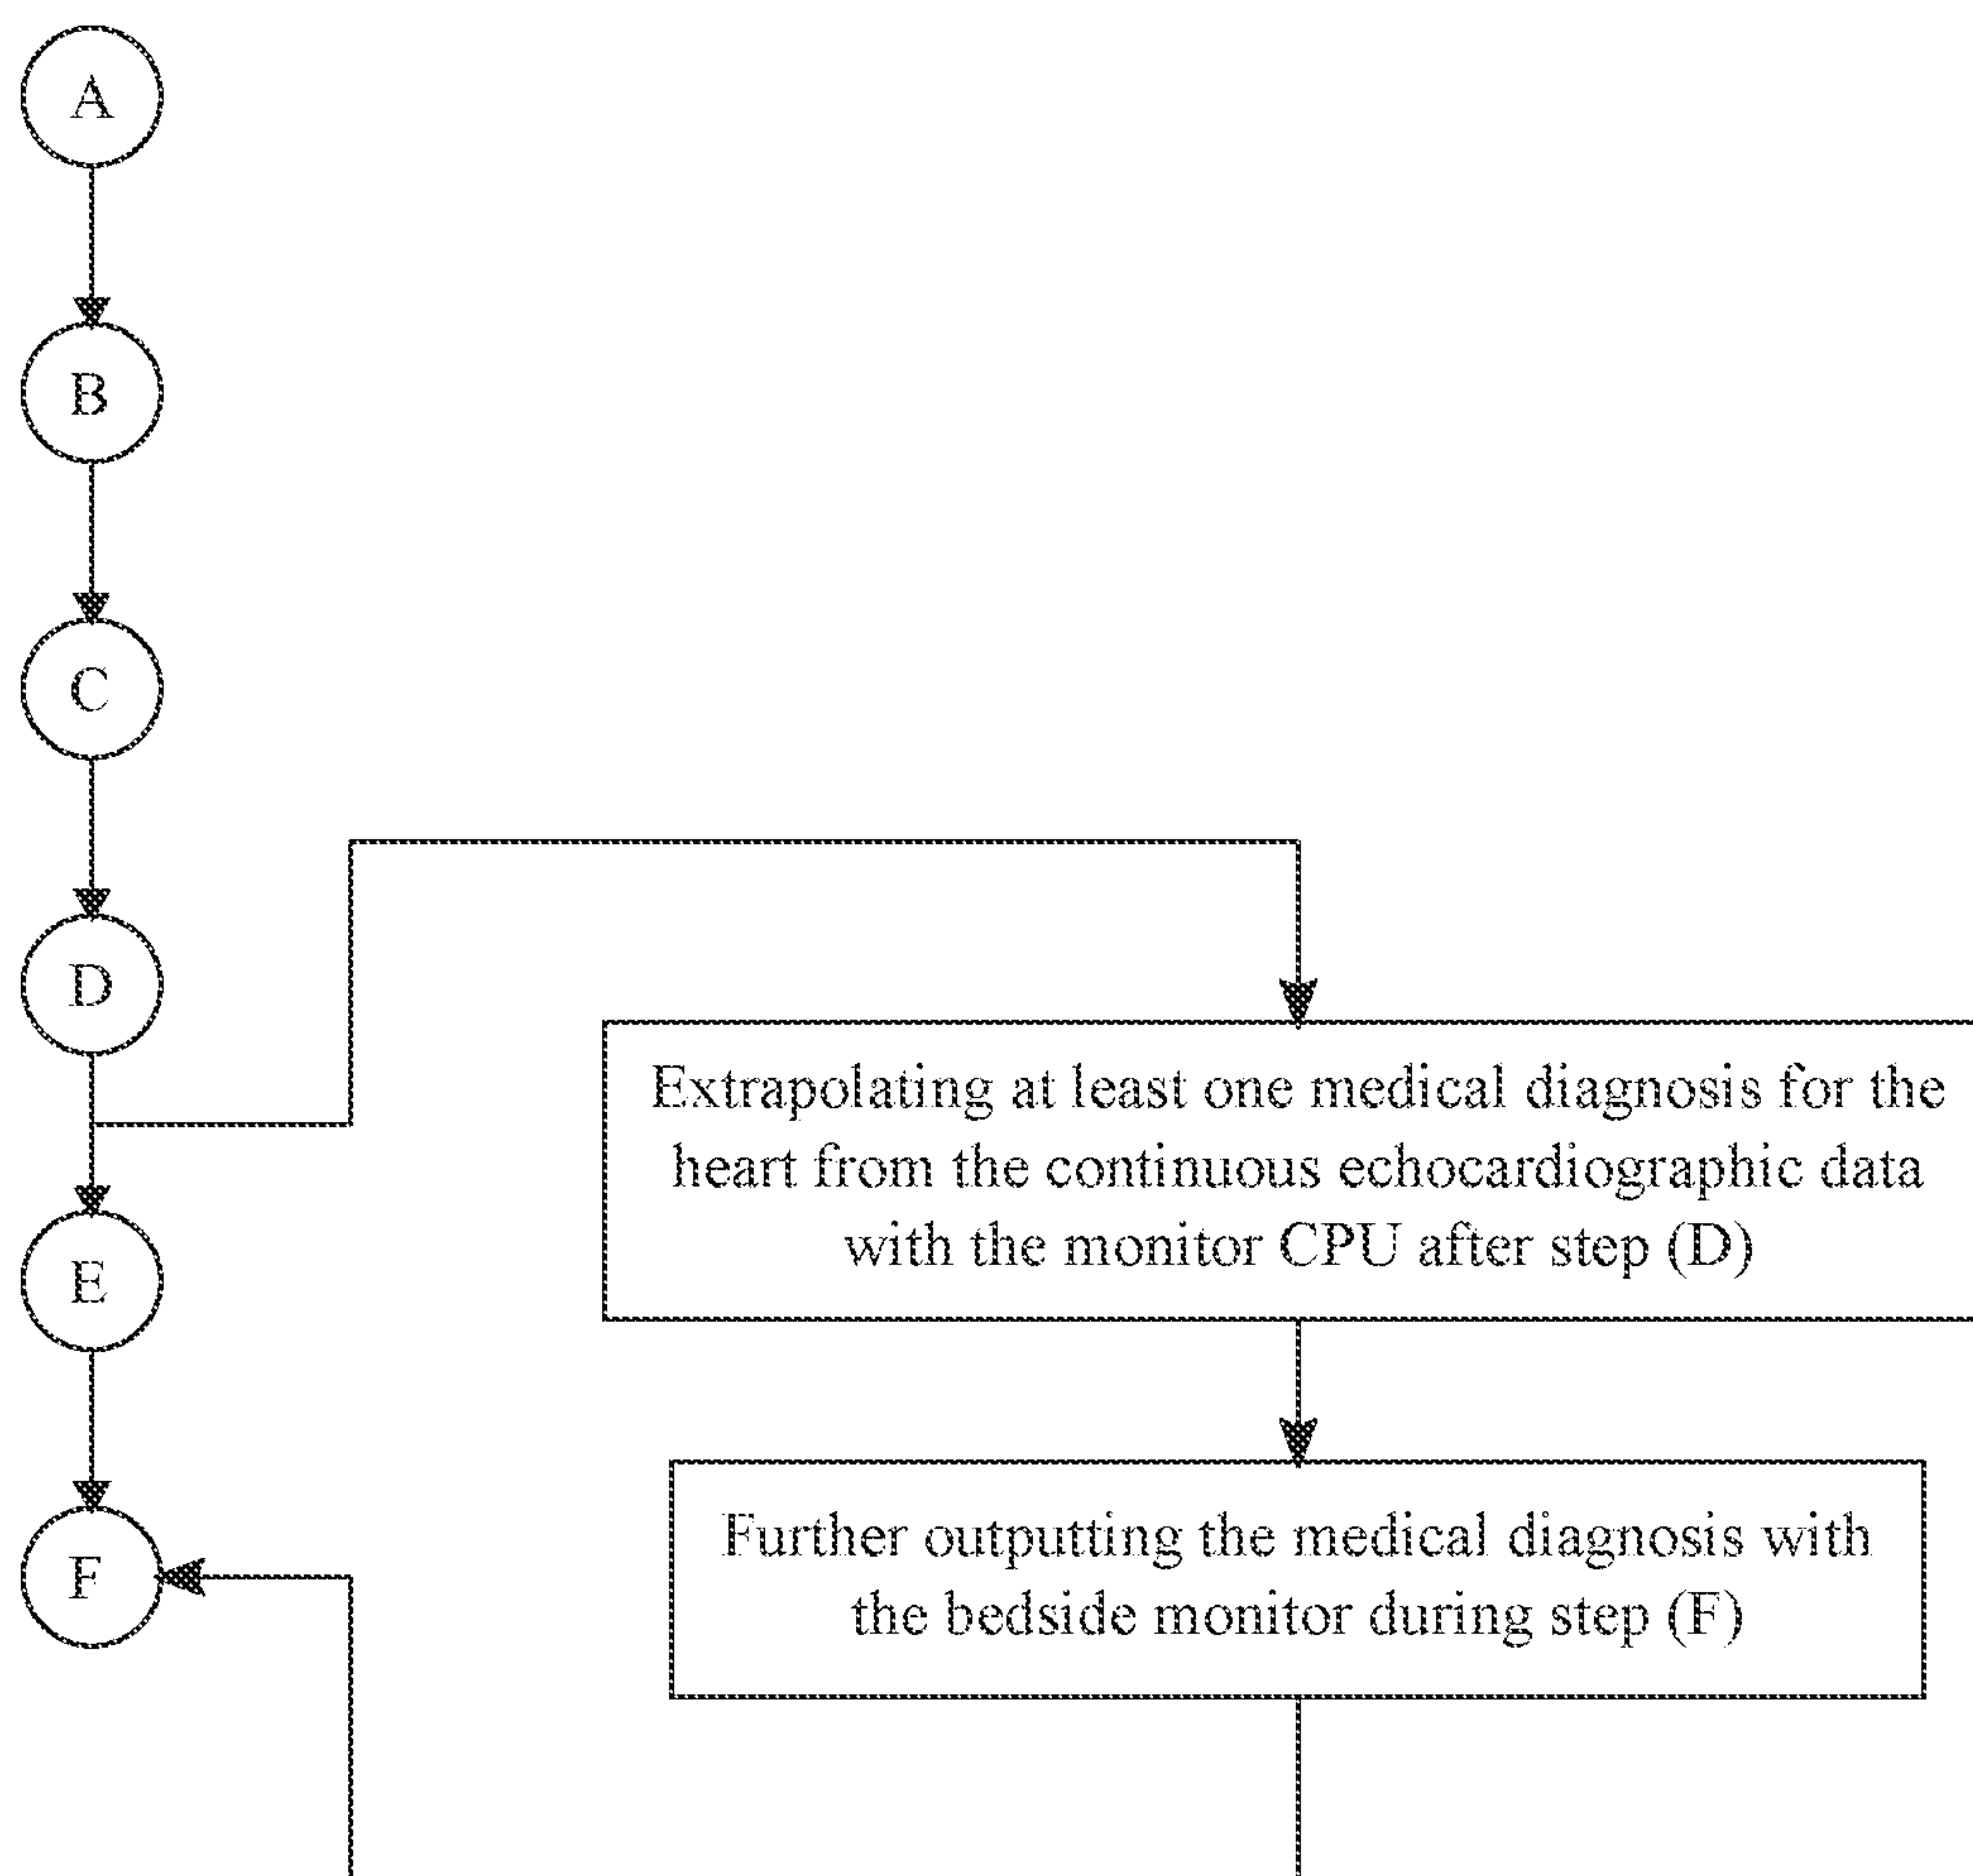 A
B
C
D
Extrapolating at least one medical diagnosis for the
heart from the continuous echocardiographic data
with the monitor CPU after step (D)
E
Further outputting the medical diagnosis with
the bedside monitor during step (F)
F